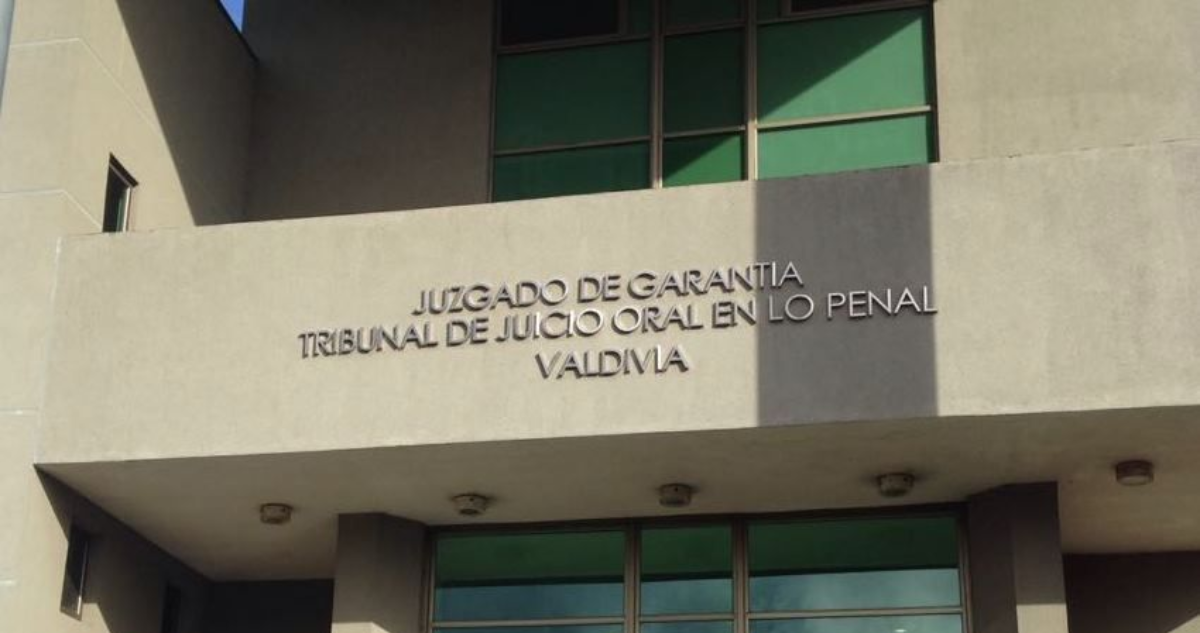 JUZGADO DE GARANTIA
TRIBUNAL DE JUICIO ORAL EN LO PENAL
VALDIVIA